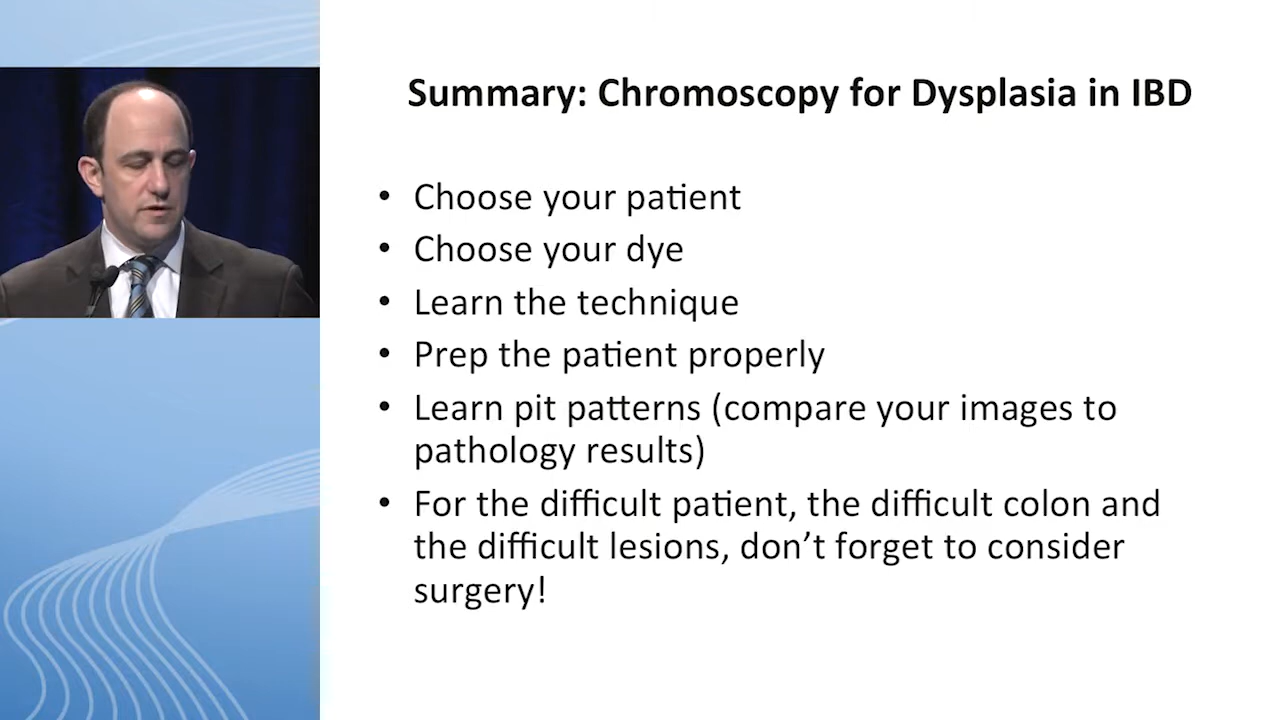 Summary: Chromoscopy for Dysplasia in IBD
• Choose your patient
• Choose your dye
• Learn the technique
• Prep the patient properly
• Learn pit patterns (compare your images to
pathology results)
• For the difficult patient, the difficult colon and
the difficult lesions, don’t forget to consider
surgery!